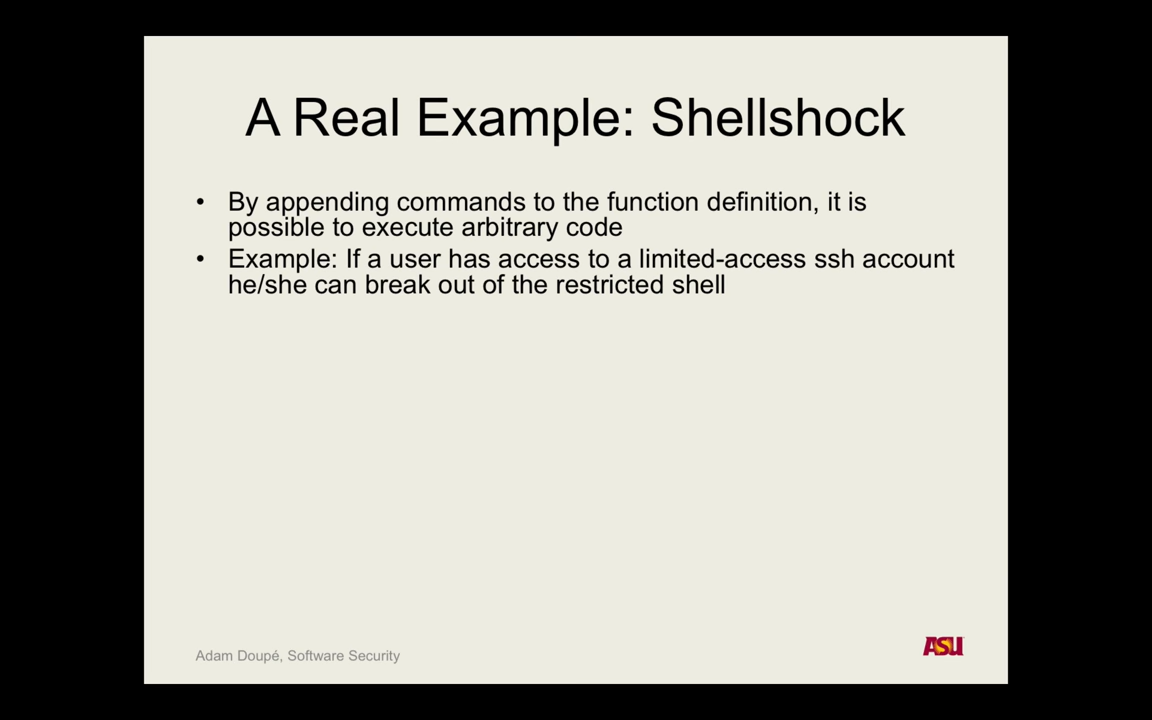 A Real Example: Shellshock
• By appending commands to the function definition, it is
possible to execute arbitrary code
• Example: If a user has access to a limited-access ssh account
he/she can break out of the restricted shell
Adam Doupé, Software Security
ASU